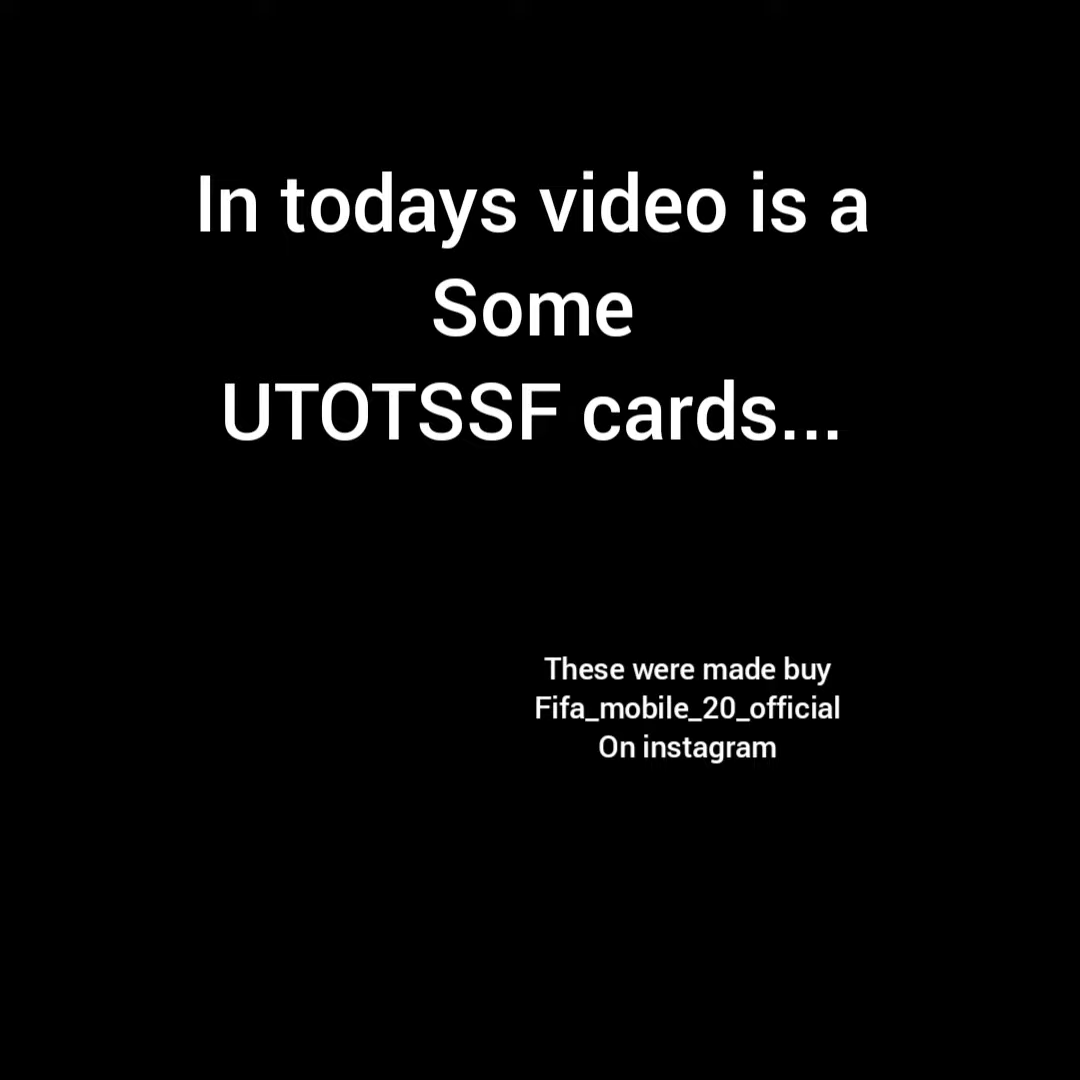 In todays video is a
Some
UTOTSSF cards...
These were made buy
Fifa_mobile_20_official
On instagram